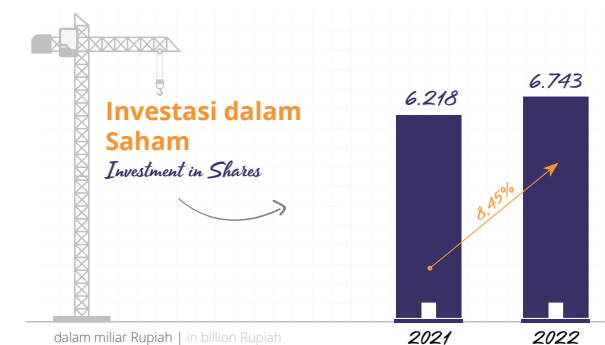 Investasi dalam
Saham
Investment in Shares
6.218
6.743
8,45%
2021
2022
dalam miliar Rupiah | in billion Rupiah